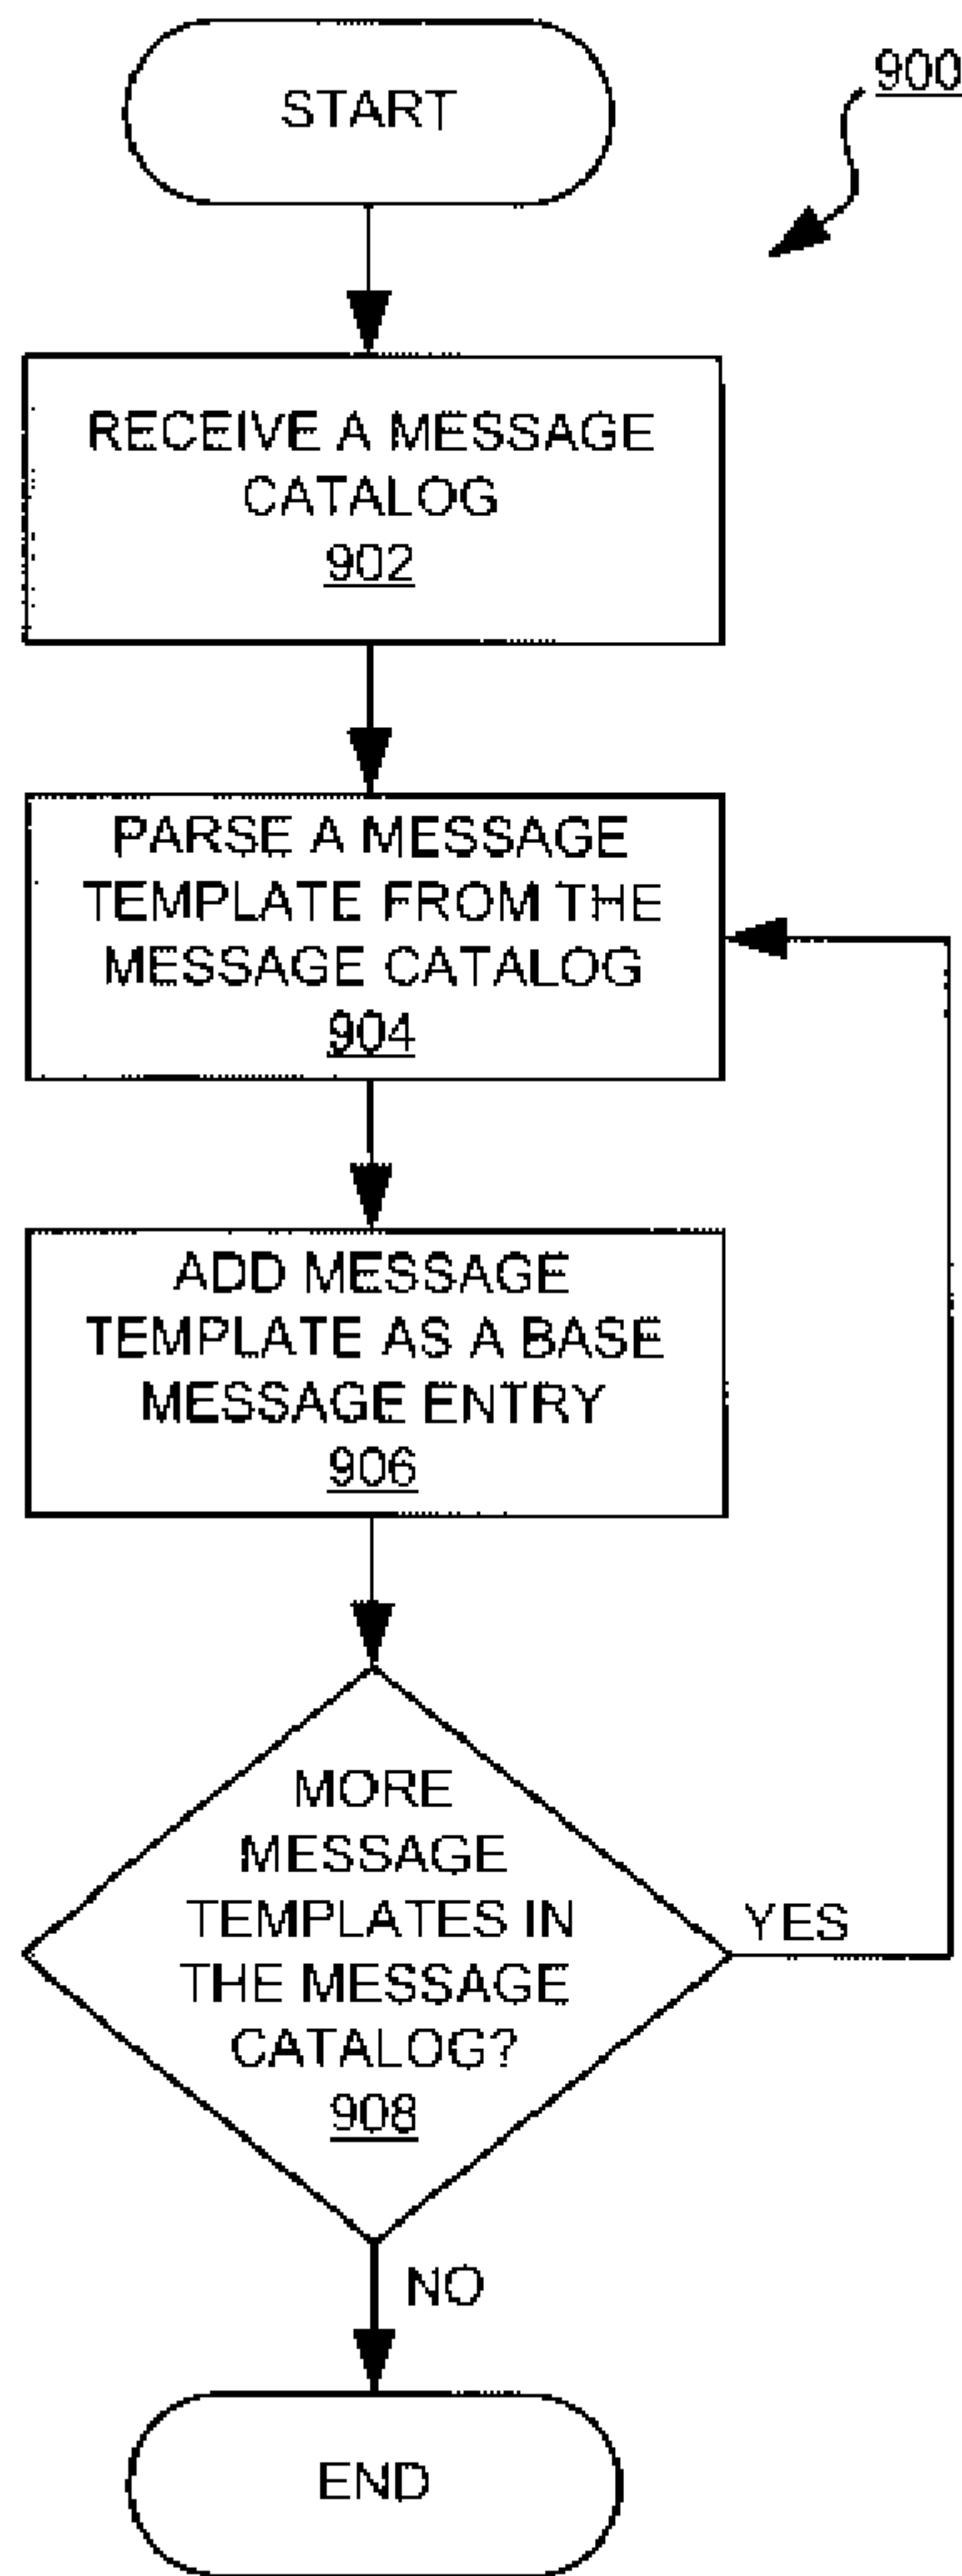 START
900
RECEIVE A MESSAGE
CATALOG
902
PARSE A MESSAGE
TEMPLATE FROM THE
MESSAGE CATALOG
904
ADD MESSAGE
TEMPLATE AS A BASE
MESSAGE ENTRY
906
MORE
MESSAGE
TEMPLATES IN
THE MESSAGE
CATALOG?
908
YES
NO
END